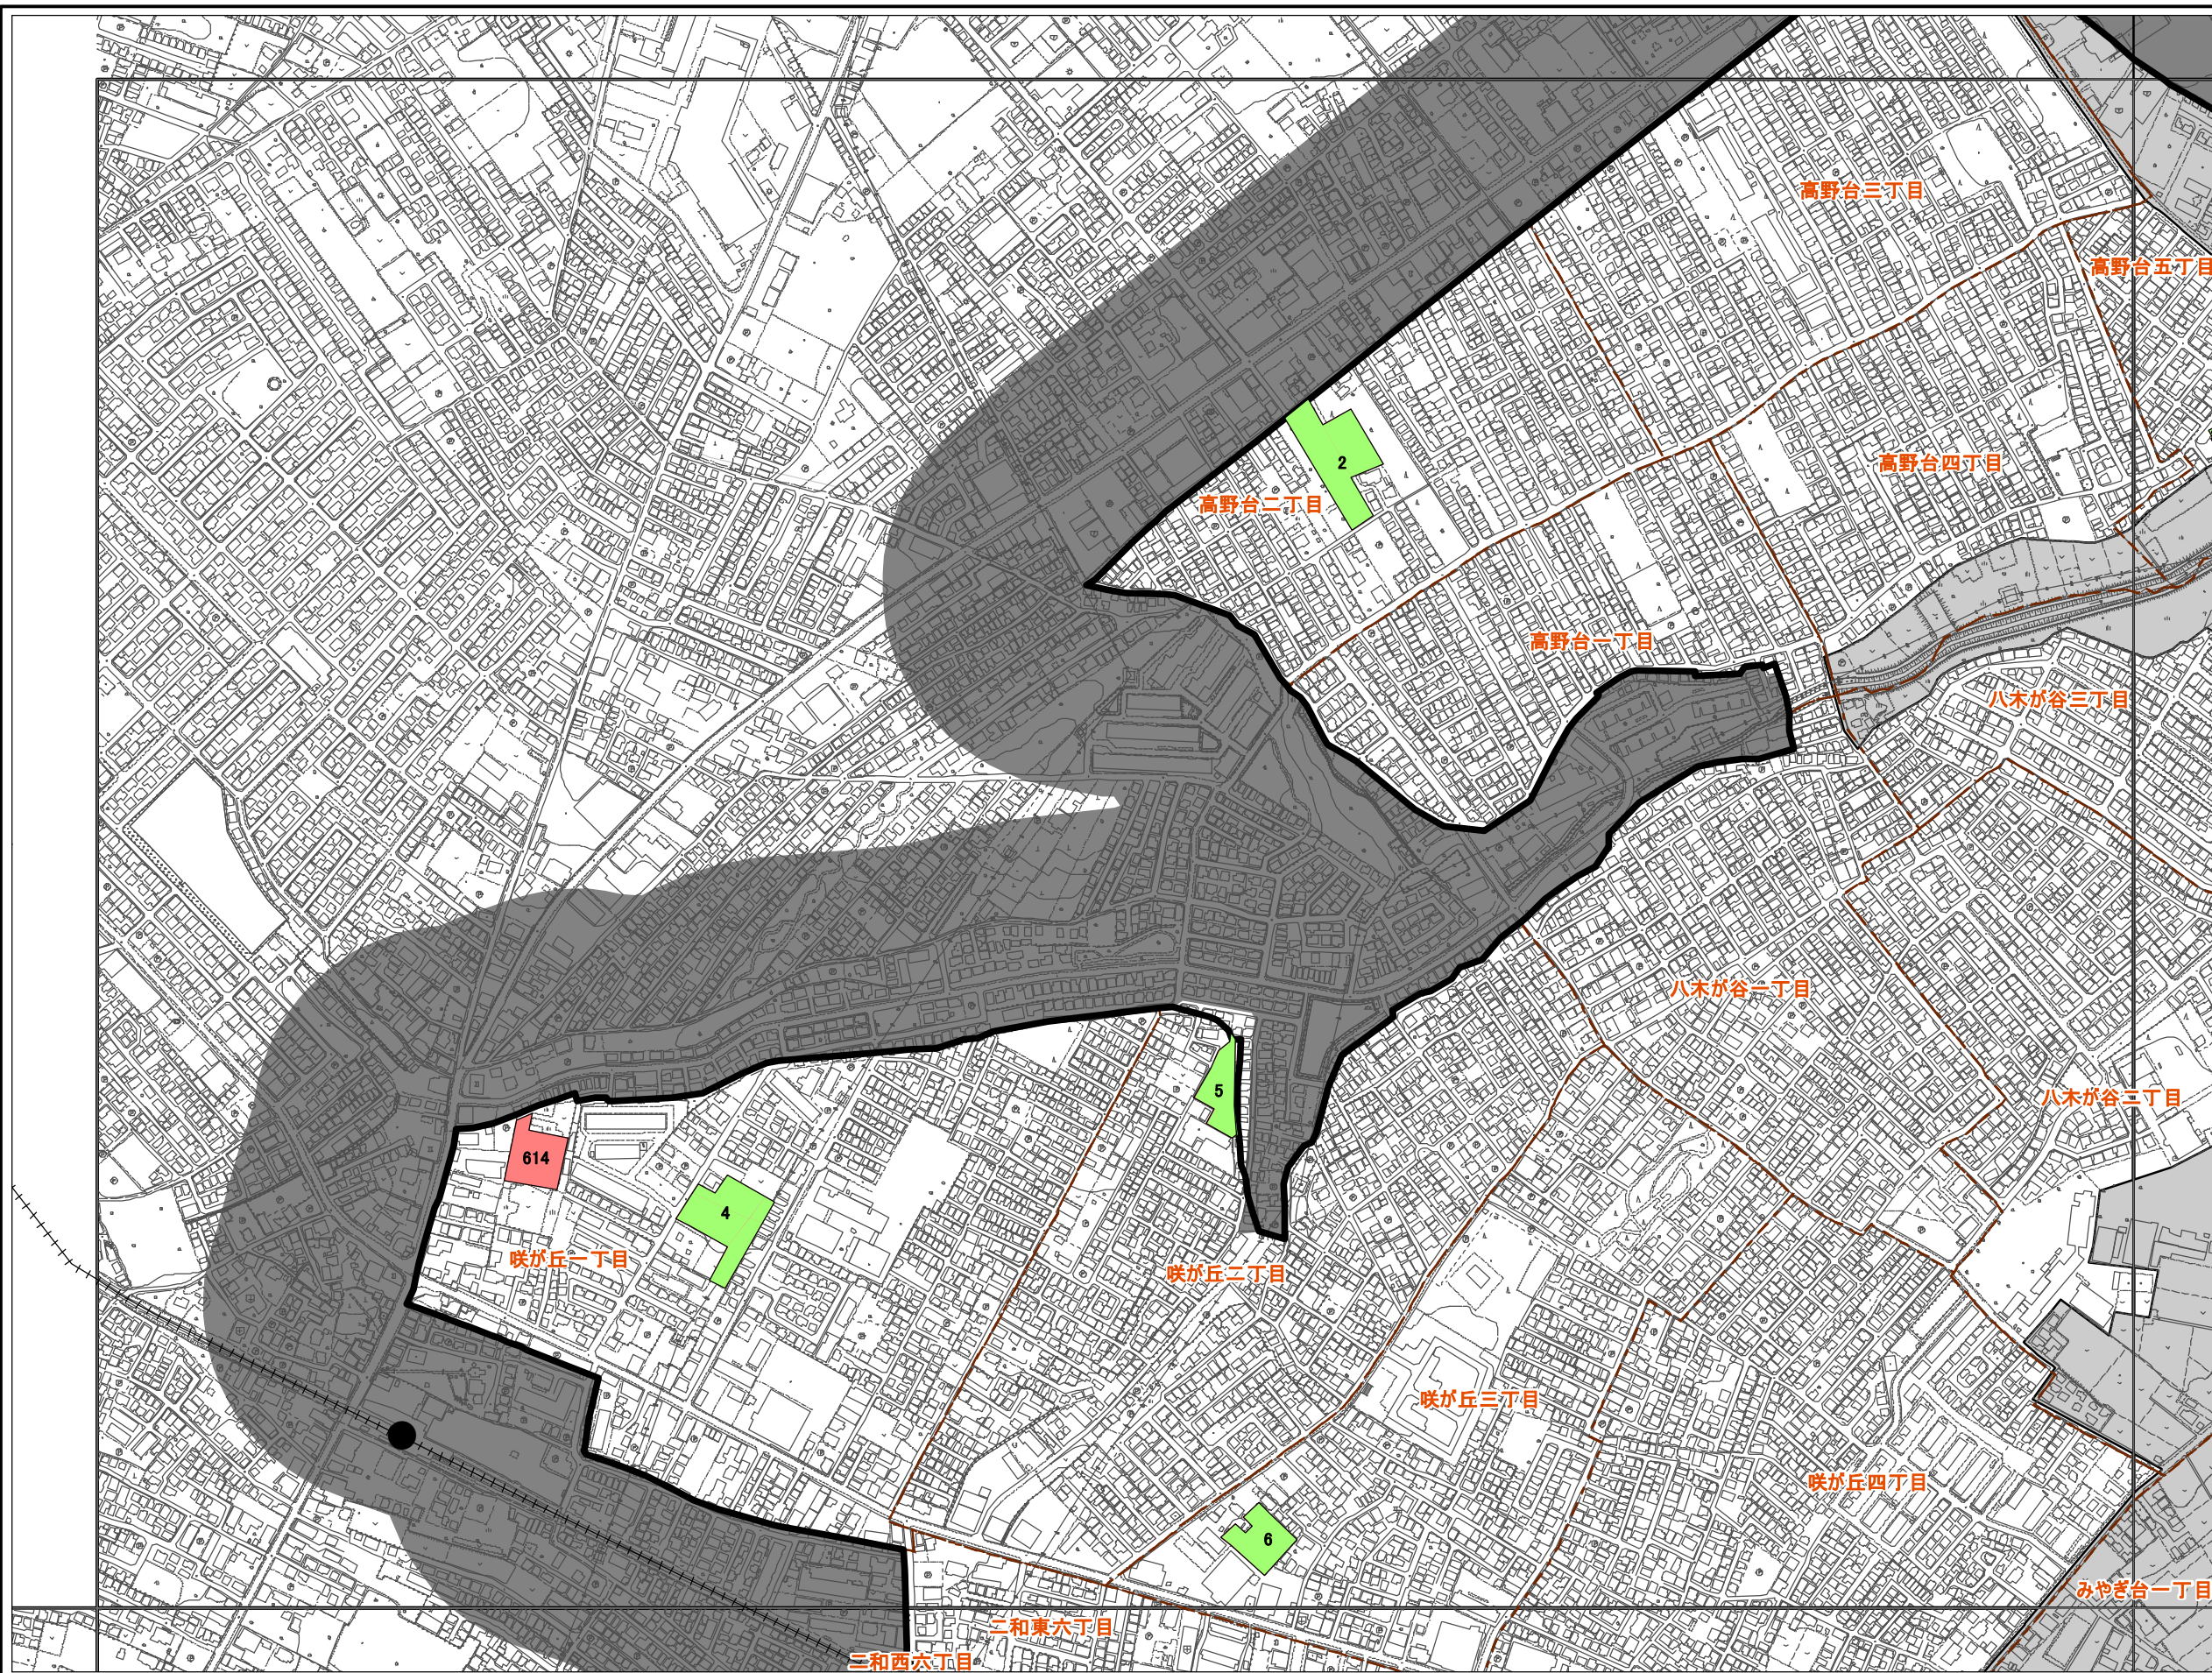 高野台三丁目
高野台五丁目
2
高野台四丁目
高野台二丁目
高野台一丁目
八木が谷三丁目
八木が谷一丁目
5
八木が谷二丁目
614
4
咲が丘一丁目
咲が丘二丁目
咲が丘三丁目
咲が丘四丁目
6
みやぎ台一丁目
二和東六丁目
二和西六丁目